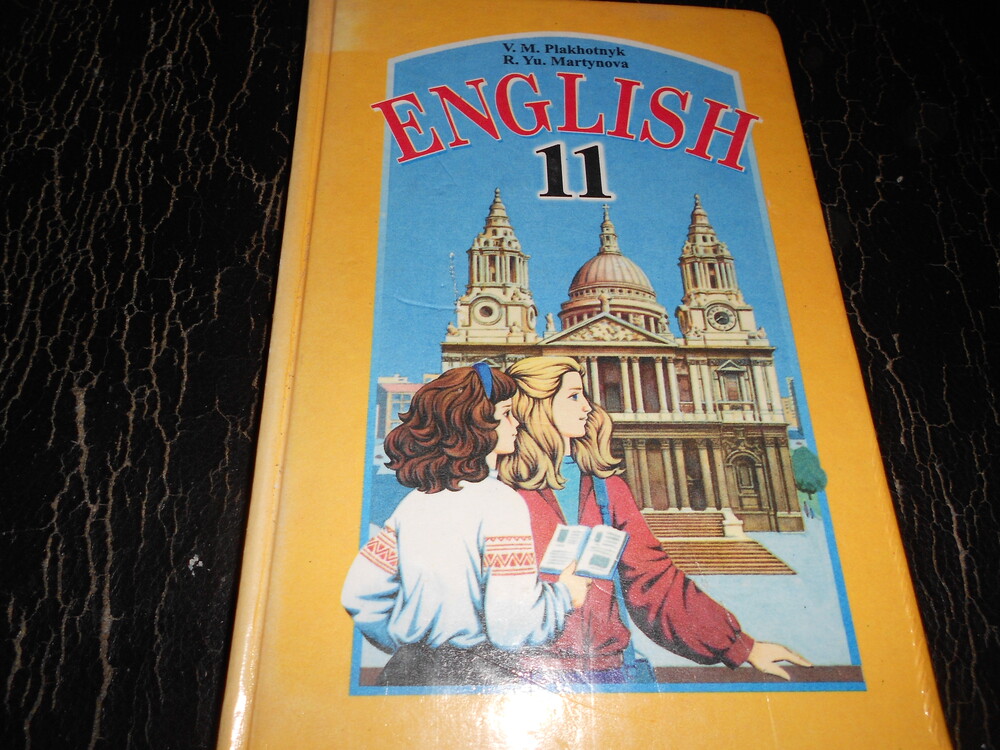 V. M. Plakhotnyk
R. Yu. Martynova
ENGLISH
11